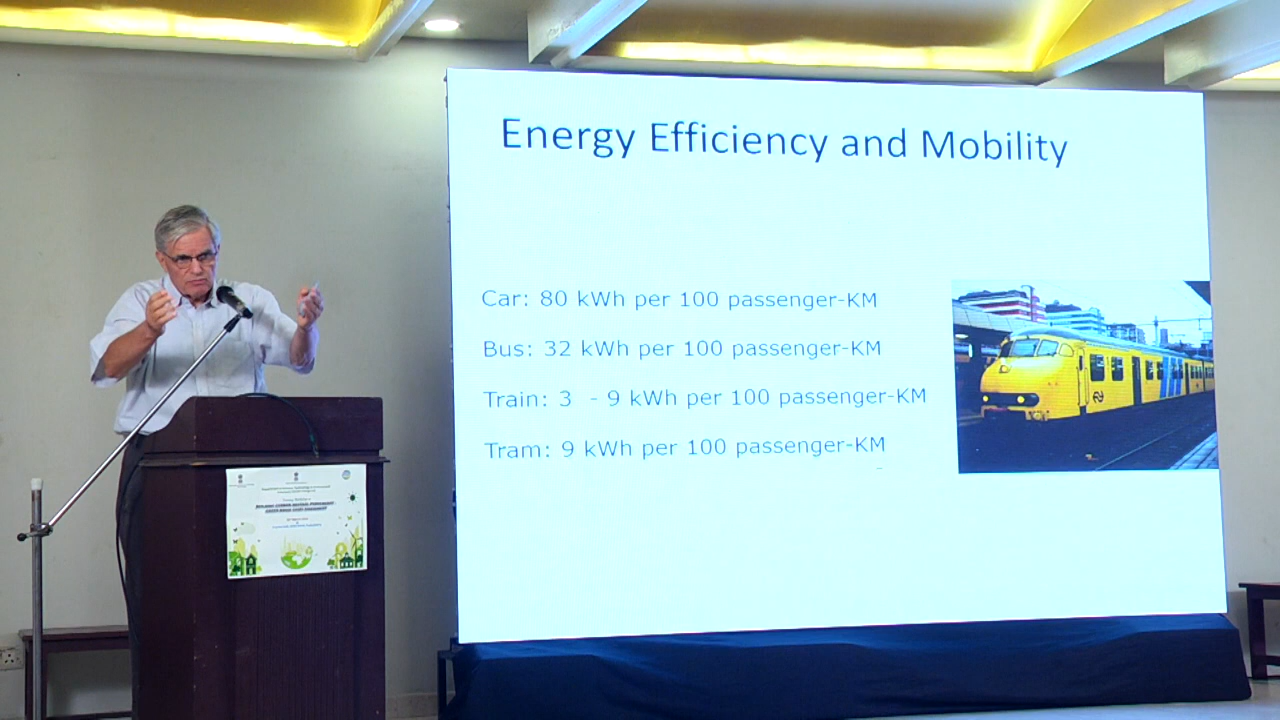 Energy Efficiency and Mobility
Car: 80 kWh per 100 passenger-KM
Bus: 32 kWh per 100 passenger-KM
Train: 3 - 9 kWh per 100 passenger-KM
Tram: 9 kWh per 100 passenger-KM